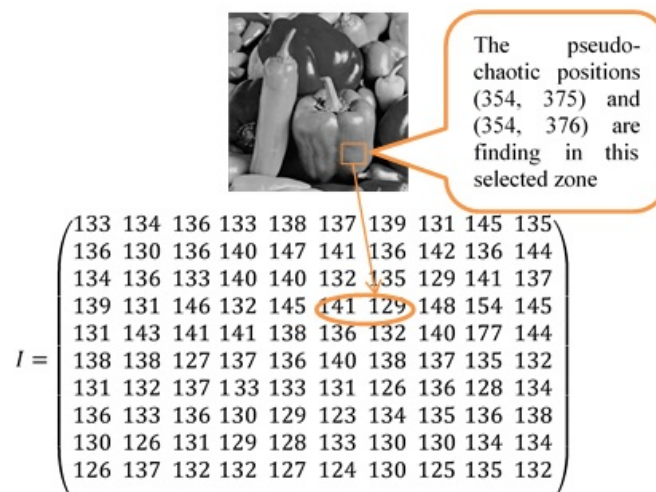 The pseudo-
chaotic positions
(354, 375) and
(354, 376) are
finding in this
selected zone
133 134 136 133 138 137 139 131 145 135
136 130 136 140 147 141 136 142 136 144
134 136 133 140 140 132 135 129 141 137
139 131 146 132 145 141 129 148 154 145
131 143 141 141 138 136 132 140 177 144
I =
138 138 127 137 136 140 138 137 135 132
131 132 137 133 133 131 126 136 128 134
136 133 136 130 129 123 134 135 136 138
130 126 131 129 128 133 130 130 134 134
126 137 132 132 127 124 130 125 135 132